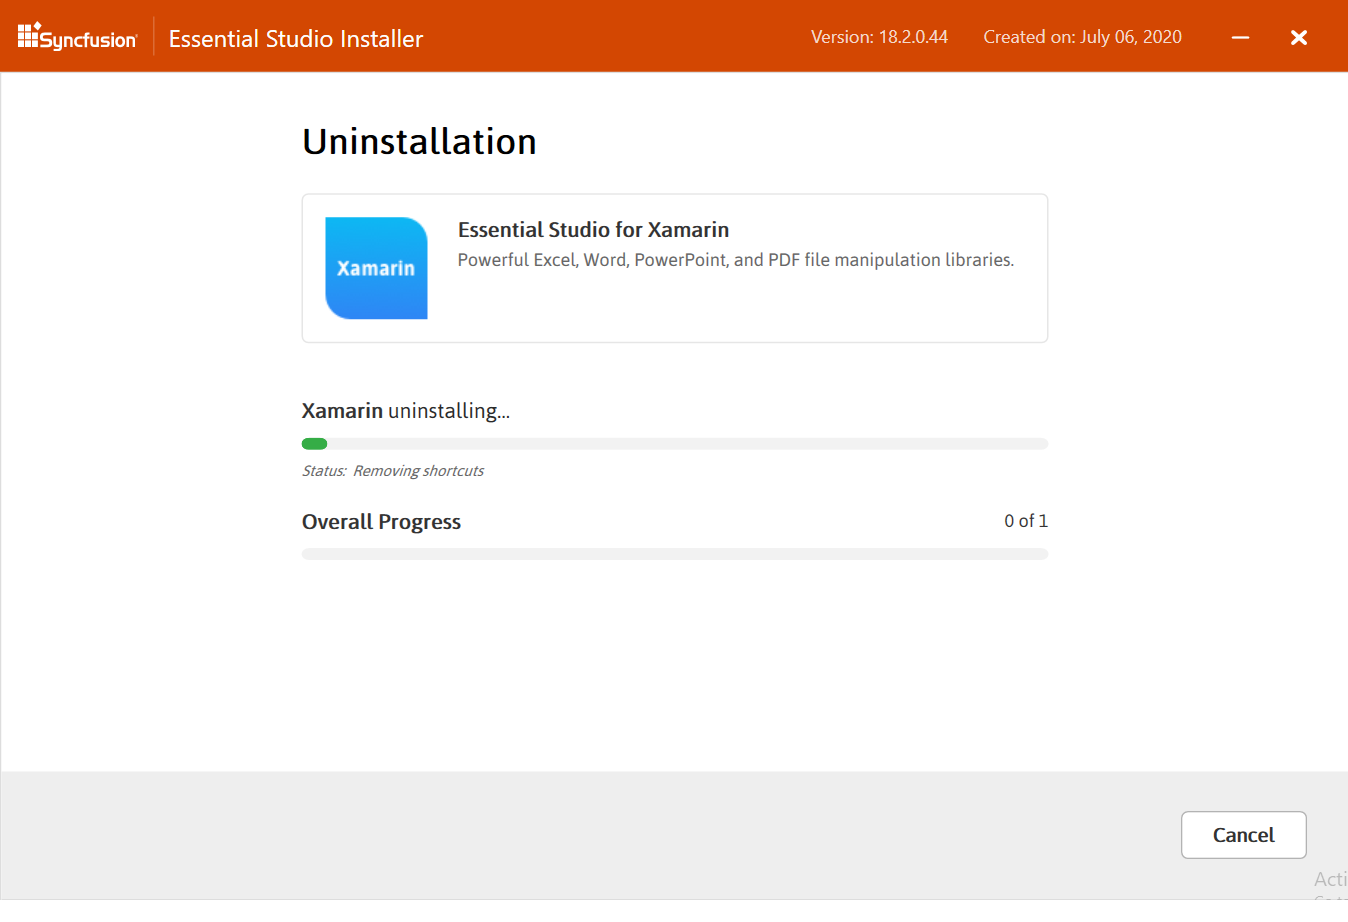 Syncfusion
Essential Studio Installer
Version: 18.2.0.44
Created on: July 06, 2020
Uninstallation
Xamarin
Essential Studio for Xamarin
Powerful Excel, Word, PowerPoint, and PDF file manipulation libraries.
Xamarin uninstalling...
Status: Removing shortcuts
Overall Progress
0 of 1
Cancel
Acti